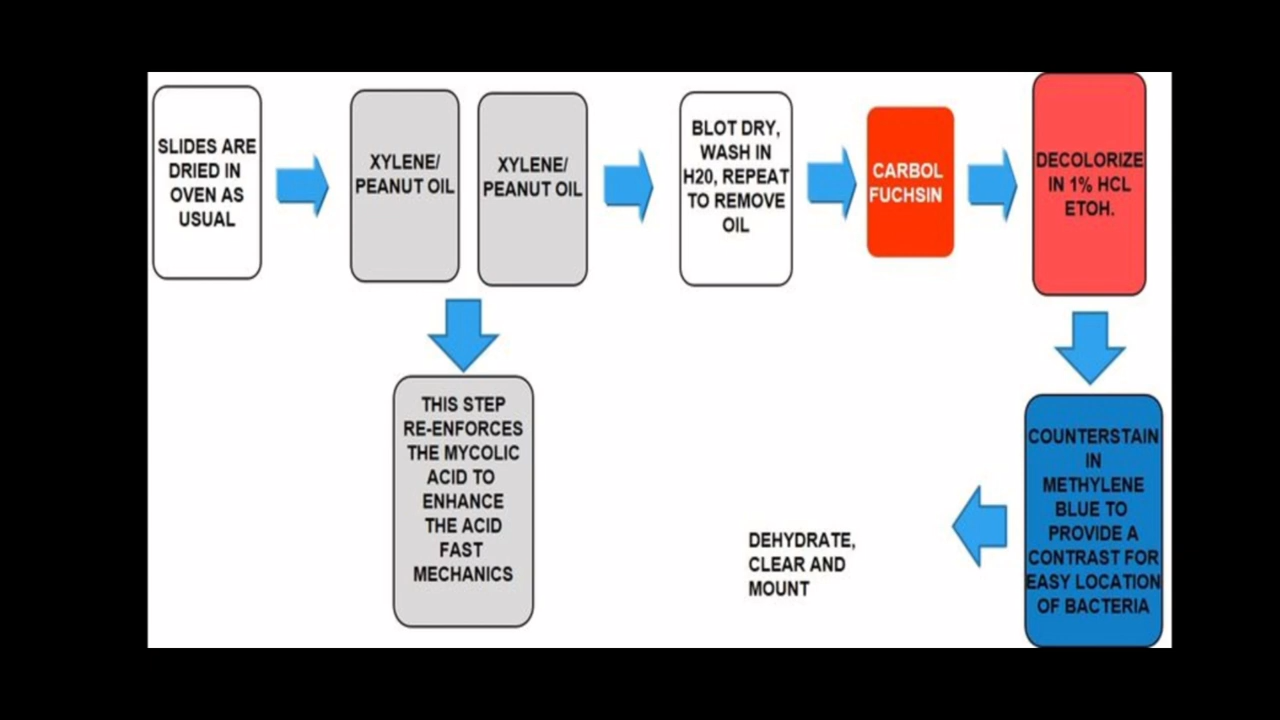 SLIDES ARE
DRIED IN
OVEN AS
USUAL
XYLENE/
PEANUT OIL
XYLENE/
PEANUT OIL
BLOT DRY,
WASH IN
H20, REPEAT
TO REMOVE
OIL
CARBOL
FUCHSIN
DECOLORIZE
IN 1% HCL
ETOH.
THIS STEP
RE-ENFORCES
THE MYCOLIC
ACID TO
ENHANCE
THE ACID
FAST
MECHANICS
COUNTERSTAIN
IN
METHYLENE
BLUE TO
PROVIDE A
CONTRAST FOR
EASY LOCATION
OF BACTERIA
DEHYDRATE,
CLEAR AND
MOUNT